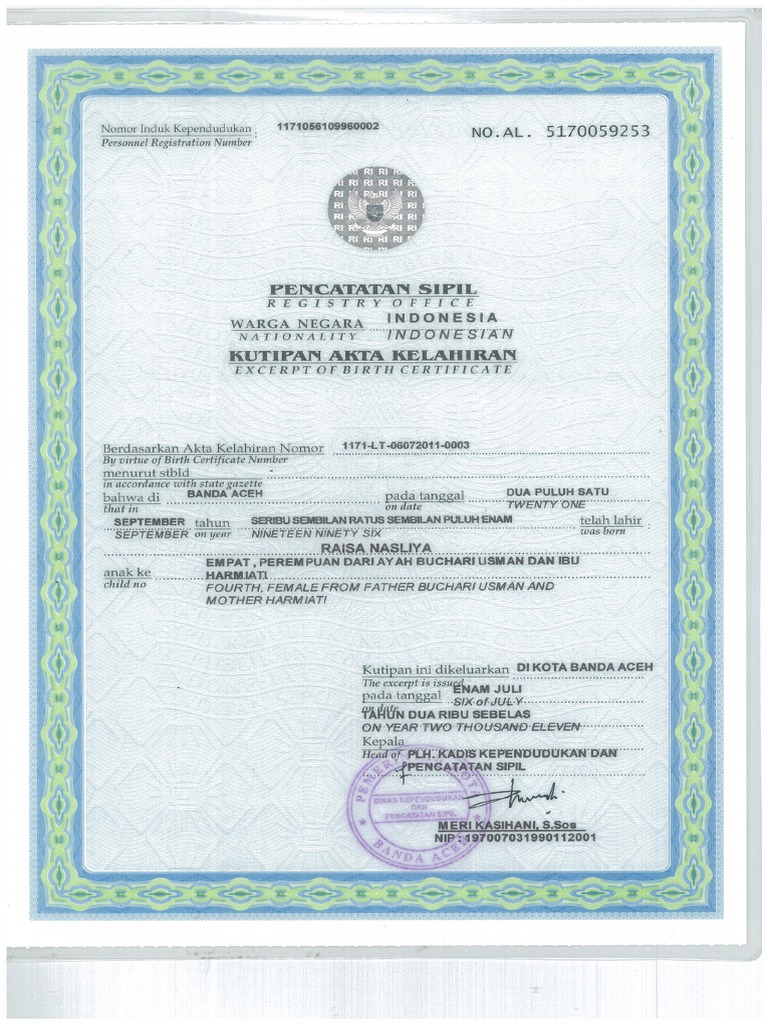 Nomor Induk Kependudukan : 1171056109960002
Personnel Registration Number
NO.AL. 5170059253
PENCATATAN SIPIL
REGISTRY OFFICE
WARGA NEGARA INDONESIA
NATIONALITY INDONESIAN
KUTIPAN AKTA KELAHIRAN
EXCERPT OF BIRTH CERTIFICATE
Berdasarkan Akta Kelahiran Nomor 1171-LT-06072011-0003
By virtue of Birth Certificate Number
menurut stbld
in accordance with state gazette
bahwa di BANDA ACEH pada tanggal DUA PULUH SATU
that in on date TWENTY ONE
SEPTEMBER tahun SERIBU SEMBILAN RATUS SEMBILAN PULUH ENAM telah lahir
SEPTEMBER on year NINETEEN NINETY SIX was born
RAISA NASLIYA
anak ke EMPAT, PEREMPUAN DARI AYAH BUCHARI USMAN DAN IBU
HARMIATI
child no FOURTH, FEMALE FROM FATHER BUCHARI USMAN AND
MOTHER HARMIATI
Kutipan ini dikeluarkan DI KOTA BANDA ACEH
The excerpt is issued
pada tanggal ENAM JULI
on date SIX of JULY
TAHUN DUA RIBU SEBELAS
ON YEAR TWO THOUSAND ELEVEN
Kepala
Head of PLH. KADIS KEPENDUDUKAN DAN
PENCATATAN SIPIL
DINAS KEPENDUDUKAN
DAN
PENCATATAN SIPIL
BANDA ACEH
MERI KASIHANI, S.Sos
NIP : 197007031990112001